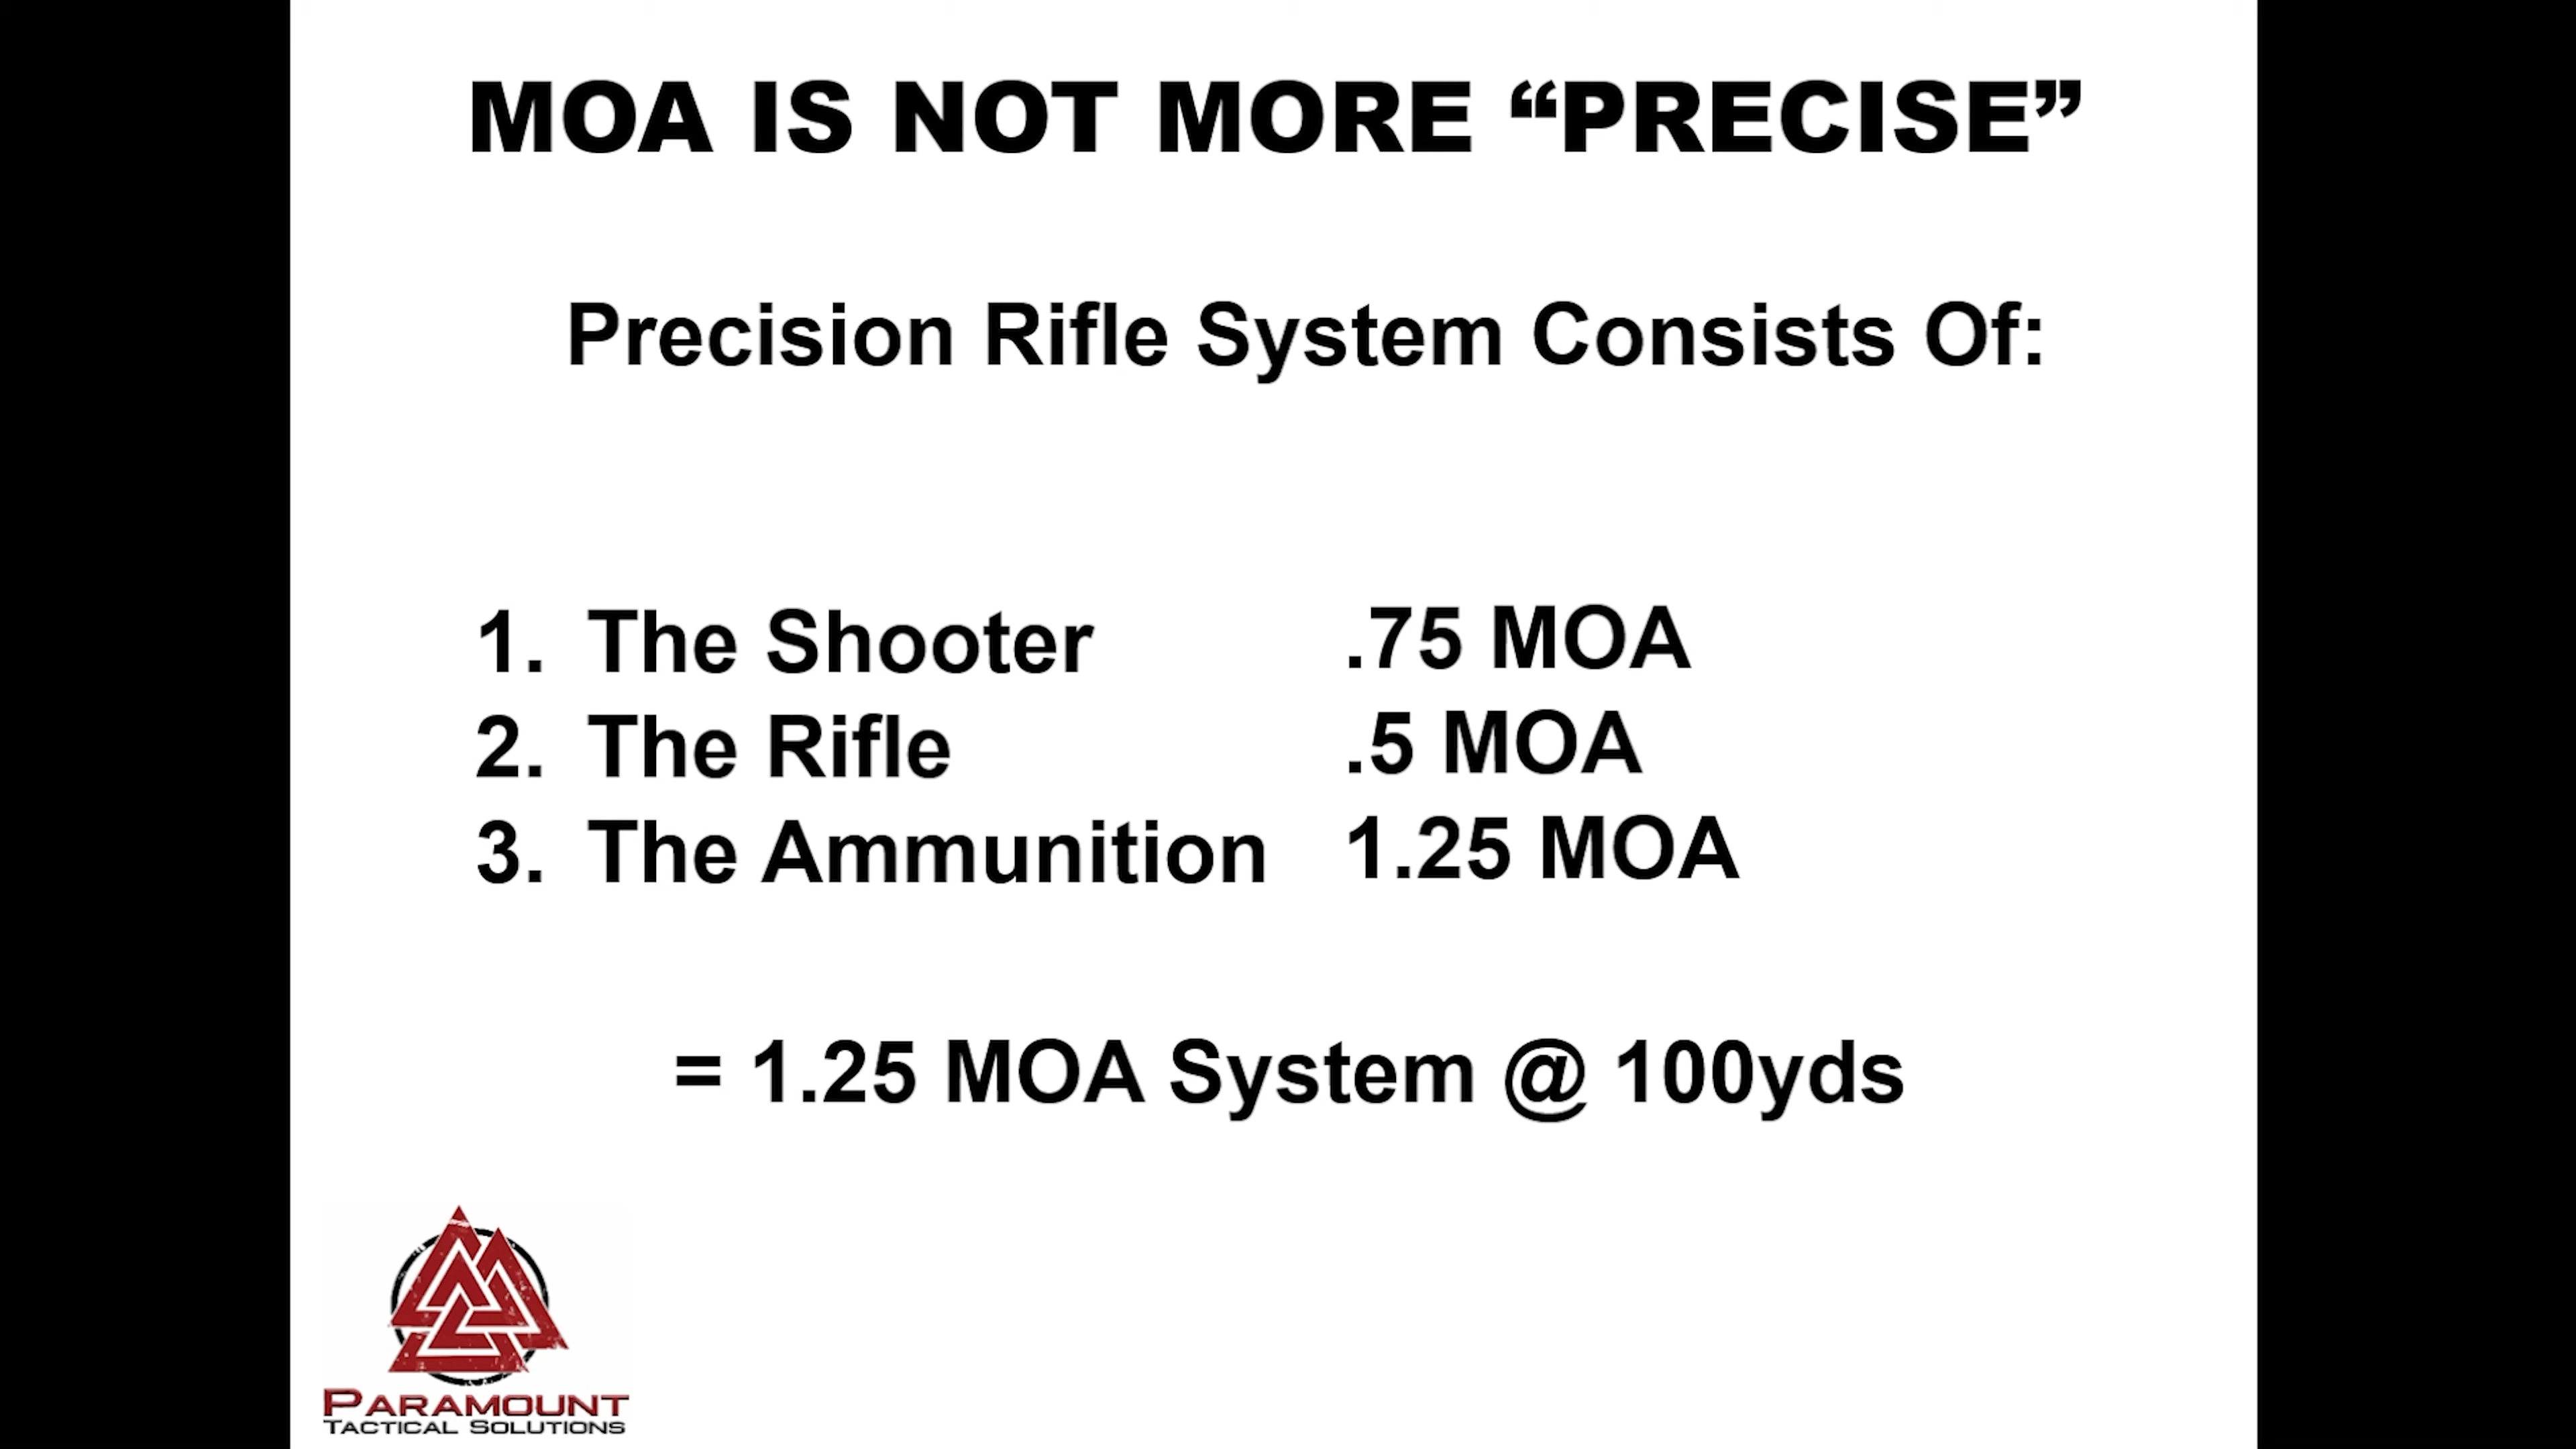 MOA IS NOT MORE “PRECISE”
Precision Rifle System Consists Of:
1. The Shooter .75 MOA
2. The Rifle .5 MOA
3. The Ammunition 1.25 MOA
= 1.25 MOA System @ 100yds
PARAMOUNT
TACTICAL SOLUTIONS